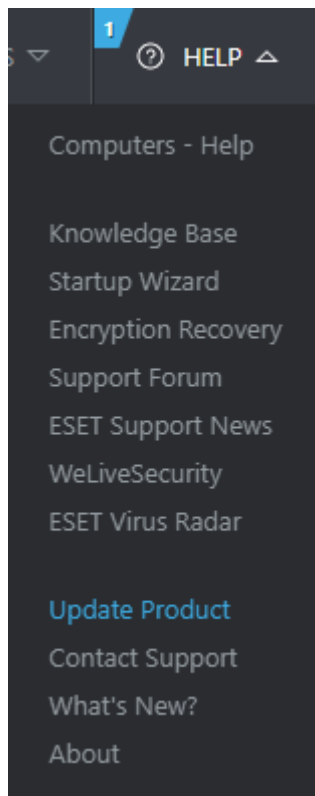 1
HELP
Computers - Help
Knowledge Base
Startup Wizard
Encryption Recovery
Support Forum
ESET Support News
WeLiveSecurity
ESET Virus Radar
Update Product
Contact Support
What's New?
About